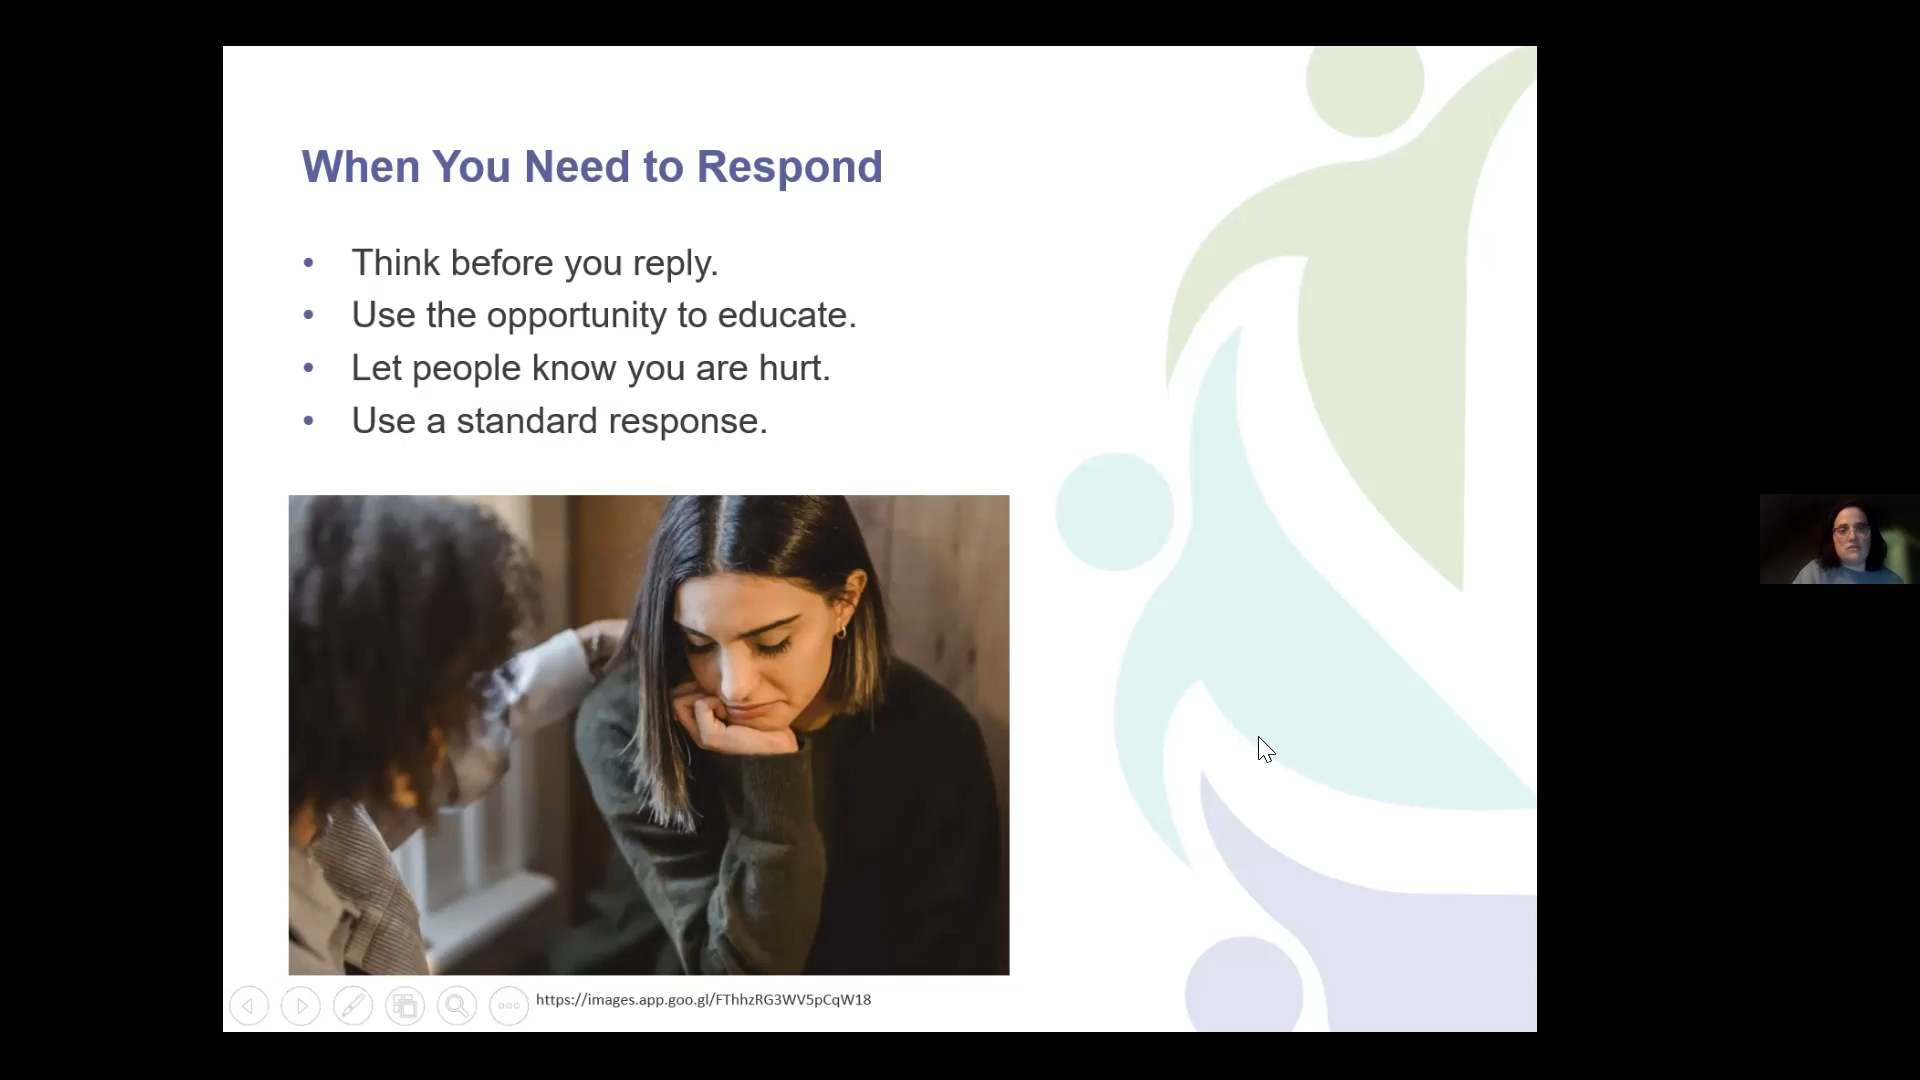 When You Need to Respond
• Think before you reply.
• Use the opportunity to educate.
• Let people know you are hurt.
• Use a standard response.
https://images.app.goo.gl/FThhzRG3WV5pCqW18